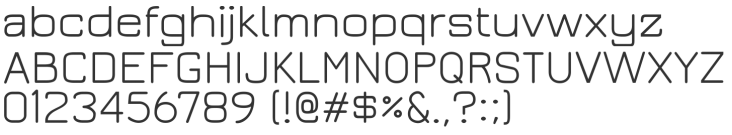 abcdefghijklmnopqrstuvwxyz
ABCDEFGHIJKLMNOPQRSTUVWXYZ
0123456789 (!@#$%&.,?:;)